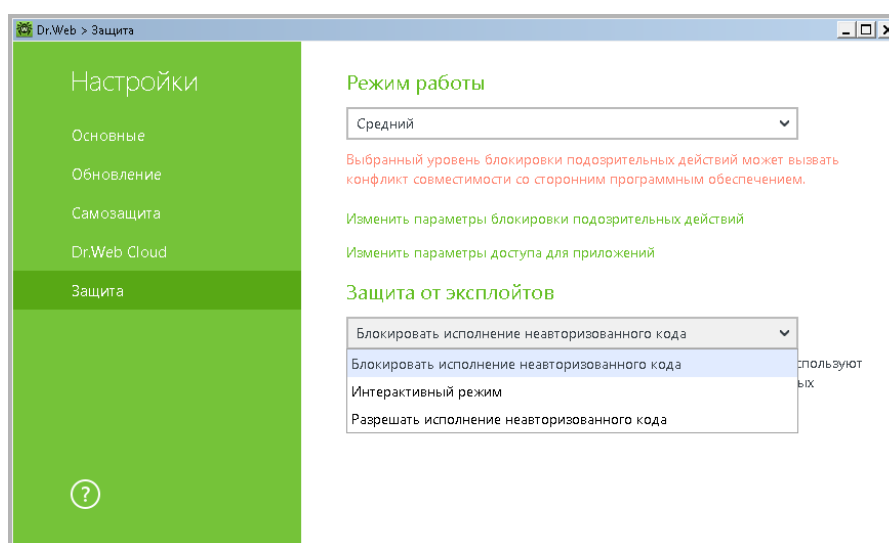 Dr.Web > Защита
Настройки
Основные
Обновление
Самозащита
Dr.Web Cloud
Защита
?
Режим работы
Средний
Выбранный уровень блокировки подозрительных действий может вызвать
конфликт совместимости со сторонним программным обеспечением.
Изменить параметры блокировки подозрительных действий
Изменить параметры доступа для приложений
Защита от эксплойтов
Блокировать исполнение неавторизованного кода
Блокировать исполнение неавторизованного кода
Интерактивный режим
Разрешать исполнение неавторизованного кода